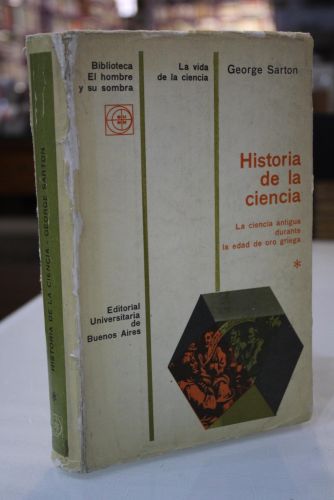 Biblioteca
El hombre
y su sombra
La vida
de la ciencia
George Sarton
Historia
de la
ciencia
La ciencia antigua
durante
la edad de oro griega
*
Editorial
Universitaria
de
Buenos Aires
HISTORIA DE LA CIENCIA - GEORGE SARTON
*